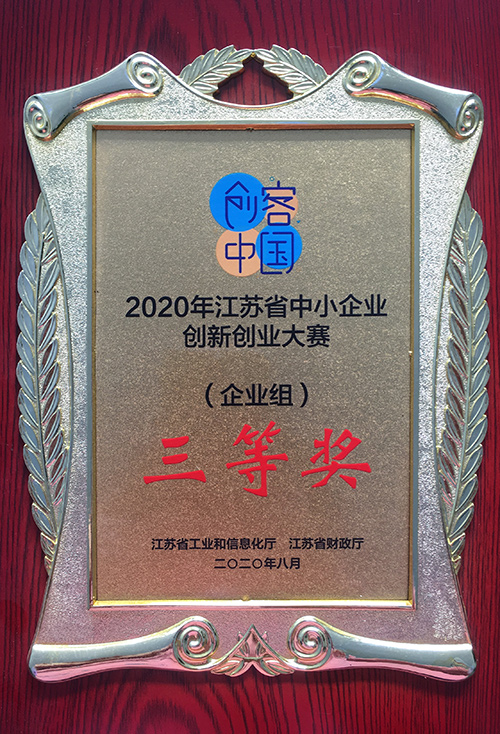 创客
中国
2020年江苏省中小企业
创新创业大赛
（企业组）
三等奖
江苏省工业和信息化厅 江苏省财政厅
二〇二〇年八月